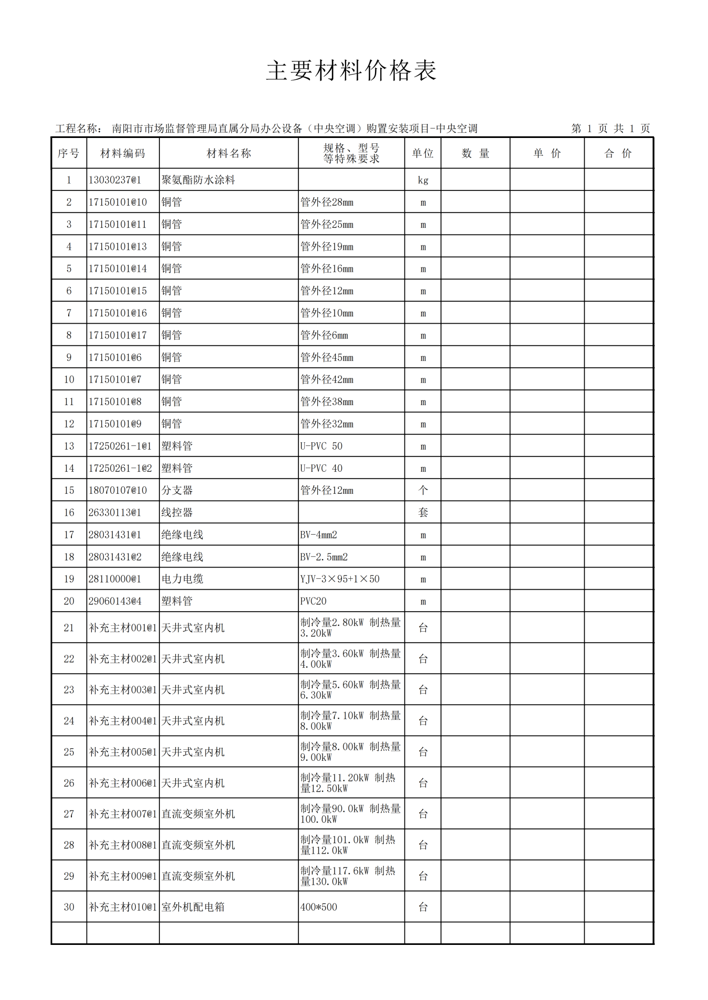 主要材料价格表
工程名称： 南阳市市场监督管理局直属分局办公设备（中央空调）购置安装项目-中央空调 第 1 页 共 1 页
序号 材料编码 材料名称 规格、型号等特殊要求 单位 数 量 单 价 合 价
1 13030237@1 聚氨酯防水涂料 kg
2 17150101@10 铜管 管外径28mm m
3 17150101@11 铜管 管外径25mm m
4 17150101@13 铜管 管外径19mm m
5 17150101@14 铜管 管外径16mm m
6 17150101@15 铜管 管外径12mm m
7 17150101@16 铜管 管外径10mm m
8 17150101@17 铜管 管外径6mm m
9 17150101@6 铜管 管外径45mm m
10 17150101@7 铜管 管外径42mm m
11 17150101@8 铜管 管外径38mm m
12 17150101@9 铜管 管外径32mm m
13 17250261-1@1 塑料管 U-PVC 50 m
14 17250261-1@2 塑料管 U-PVC 40 m
15 18070107@10 分支器 管外径12mm 个
16 26330113@1 线控器 套
17 28031431@1 绝缘电线 BV-4mm2 m
18 28031431@2 绝缘电线 BV-2.5mm2 m
19 28110000@1 电力电缆 YJV-3×95+1×50 m
20 29060143@4 塑料管 PVC20 m
21 补充主材001@1 天井式室内机 制冷量2.80kW 制热量3.20kW 台
22 补充主材002@1 天井式室内机 制冷量3.60kW 制热量4.00kW 台
23 补充主材003@1 天井式室内机 制冷量5.60kW 制热量6.30kW 台
24 补充主材004@1 天井式室内机 制冷量7.10kW 制热量8.00kW 台
25 补充主材005@1 天井式室内机 制冷量8.00kW 制热量9.00kW 台
26 补充主材006@1 天井式室内机 制冷量11.20kW 制热量12.50kW 台
27 补充主材007@1 直流变频室外机 制冷量90.0kW 制热量100.0kW 台
28 补充主材008@1 直流变频室外机 制冷量101.0kW 制热量112.0kW 台
29 补充主材009@1 直流变频室外机 制冷量117.6kW 制热量130.0kW 台
30 补充主材010@1 室外机配电箱 400*500 台